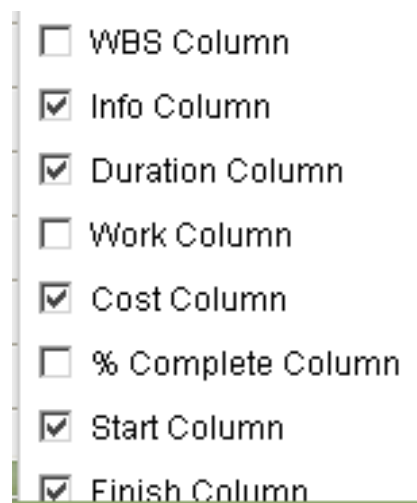 WBS Column
Info Column
Duration Column
Work Column
Cost Column
% Complete Column
Start Column
Finish Column